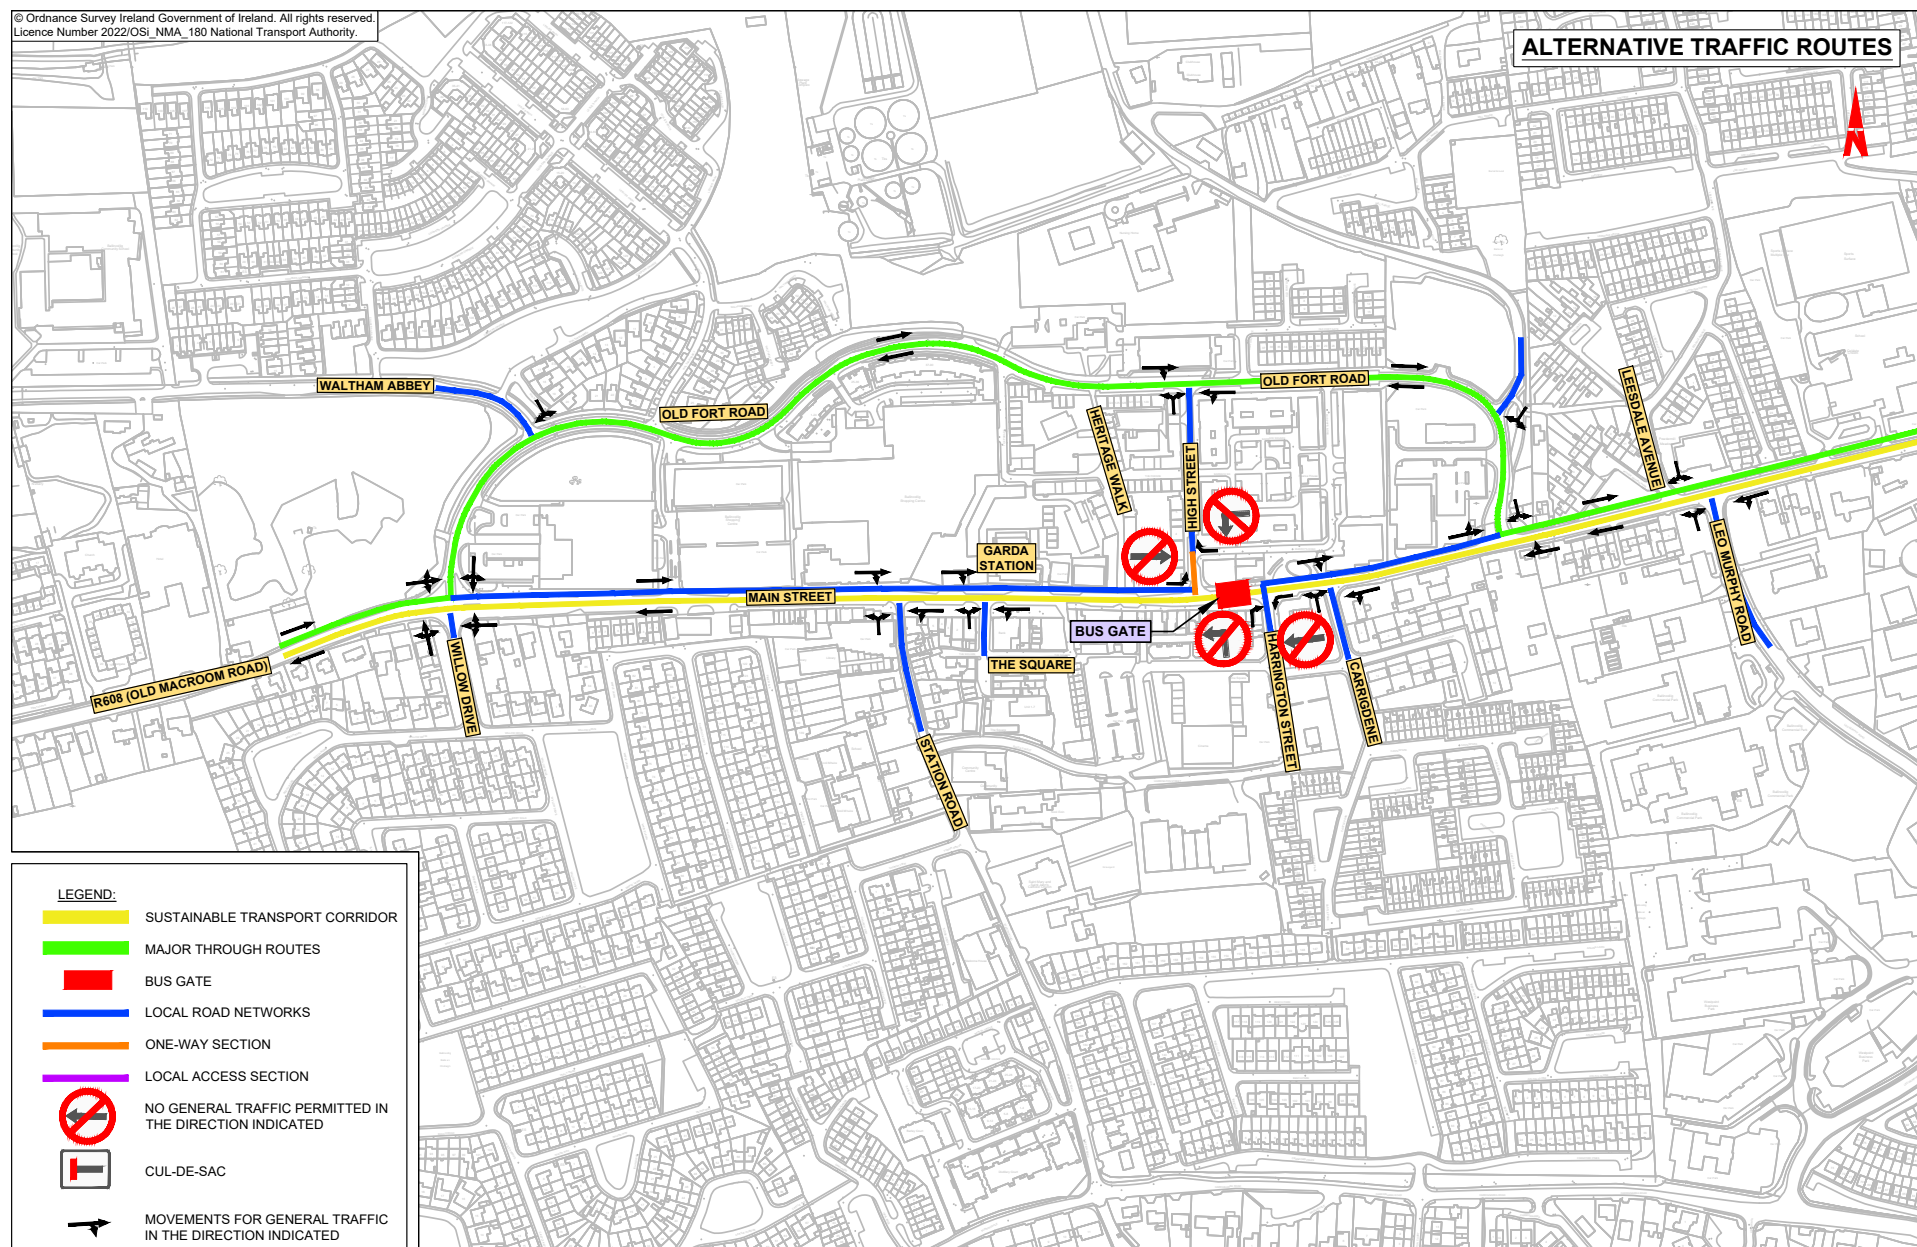 © Ordnance Survey Ireland Government of Ireland. All rights reserved.
Licence Number 2022/OSi_NMA_180 National Transport Authority.
ALTERNATIVE TRAFFIC ROUTES
WALTHAM ABBEY
OLD FORT ROAD
OLD FORT ROAD
LEESDALE AVENUE
HERITAGE WALK
HIGH STREET
GARDA
STATION
MAIN STREET
BUS GATE
R608 (OLD MACROOM ROAD)
WILLOW DRIVE
THE SQUARE
STATION ROAD
HARRINGTON STREET
CARRIGDENE
LEO MURPHY ROAD
LEGEND:
SUSTAINABLE TRANSPORT CORRIDOR
MAJOR THROUGH ROUTES
BUS GATE
LOCAL ROAD NETWORKS
ONE-WAY SECTION
LOCAL ACCESS SECTION
NO GENERAL TRAFFIC PERMITTED IN
THE DIRECTION INDICATED
CUL-DE-SAC
MOVEMENTS FOR GENERAL TRAFFIC
IN THE DIRECTION INDICATED